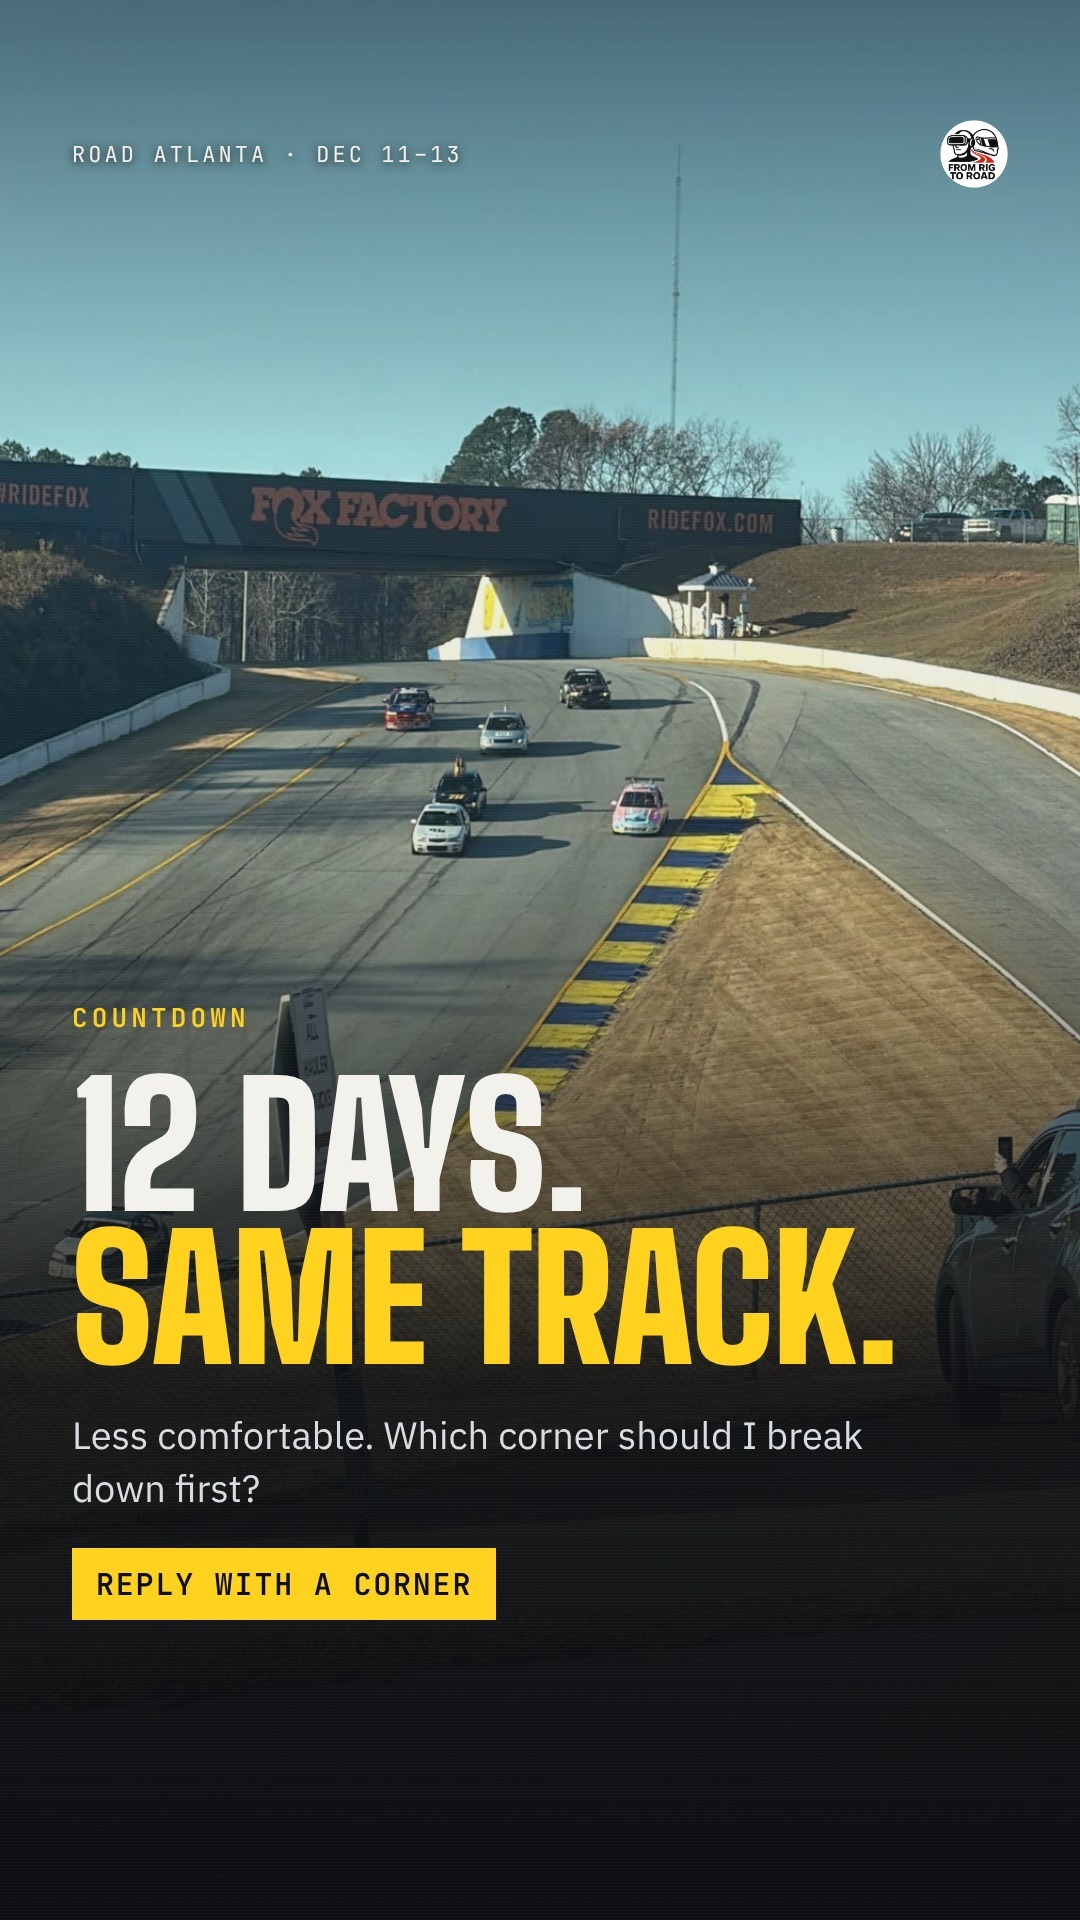 ROAD ATLANTA · DEC 11–13
FROM RIG
TO ROAD
#RIDEFOX
FOX FACTORY
RIDEFOX.COM
COUNTDOWN
HAULER
12 DAYS.
SAME TRACK.
Less comfortable. Which corner should I break
down first?
REPLY WITH A CORNER